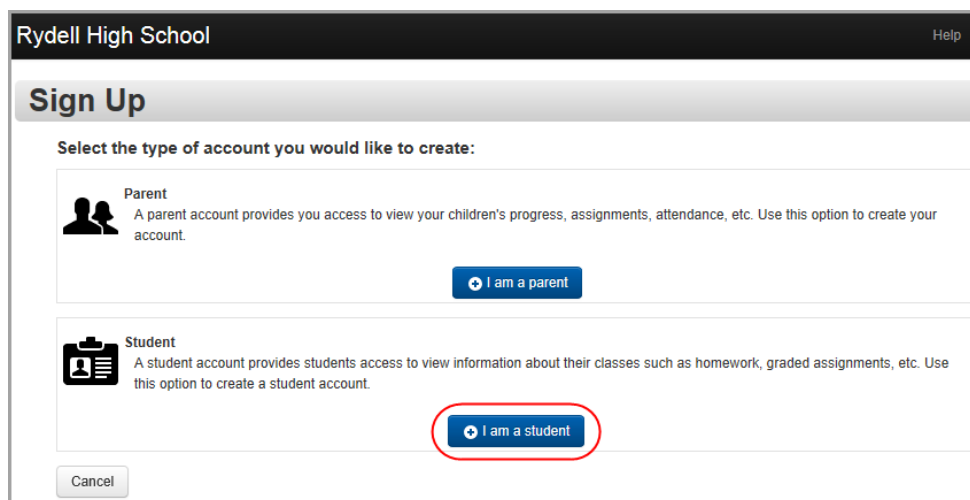 Rydell High School
Help
Sign Up
Select the type of account you would like to create:
Parent
A parent account provides you access to view your children's progress, assignments, attendance, etc. Use this option to create your
account.
I am a parent
Student
A student account provides students access to view information about their classes such as homework, graded assignments, etc. Use
this option to create a student account.
I am a student
Cancel